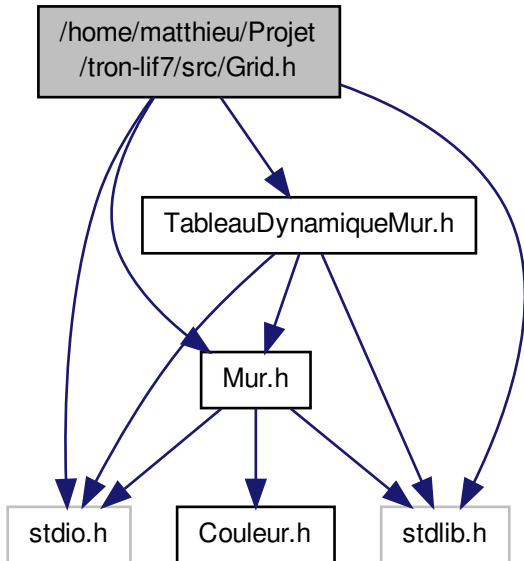 /home/matthieu/Projet
/tron-lif7/src/Grid.h
TableauDynamiqueMur.h
Mur.h
stdio.h
Couleur.h
stdlib.h